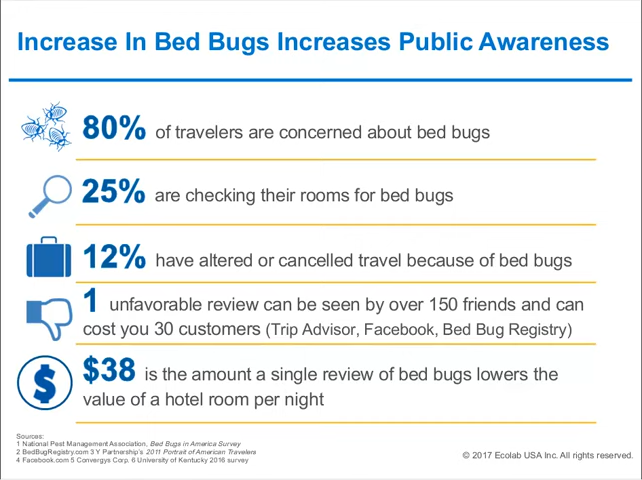 Increase In Bed Bugs Increases Public Awareness
80% of travelers are concerned about bed bugs
25% are checking their rooms for bed bugs
12% have altered or cancelled travel because of bed bugs
1 unfavorable review can be seen by over 150 friends and can
cost you 30 customers (Trip Advisor, Facebook, Bed Bug Registry)
$
$38 is the amount a single review of bed bugs lowers the
value of a hotel room per night
Sources:
1 National Pest Management Association, Bed Bugs in America Survey
2 BedBugRegistry.com 3 Y Partnership's 2011 Portrait of American Travelers
4 Facebook.com 5 Convergys Corp. 6 University of Kentucky 2016 survey
© 2017 Ecolab USA Inc. All rights reserved.